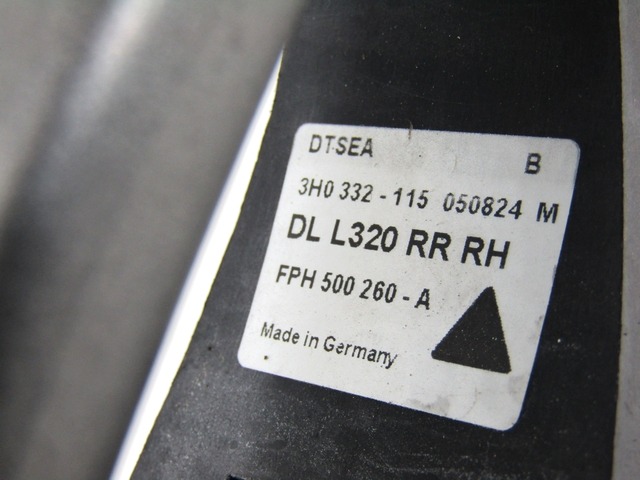 DTSEA B
3H0 332 - 115 050824 M
DL L320 RR RH
FPH 500 260 - A
Made in Germany